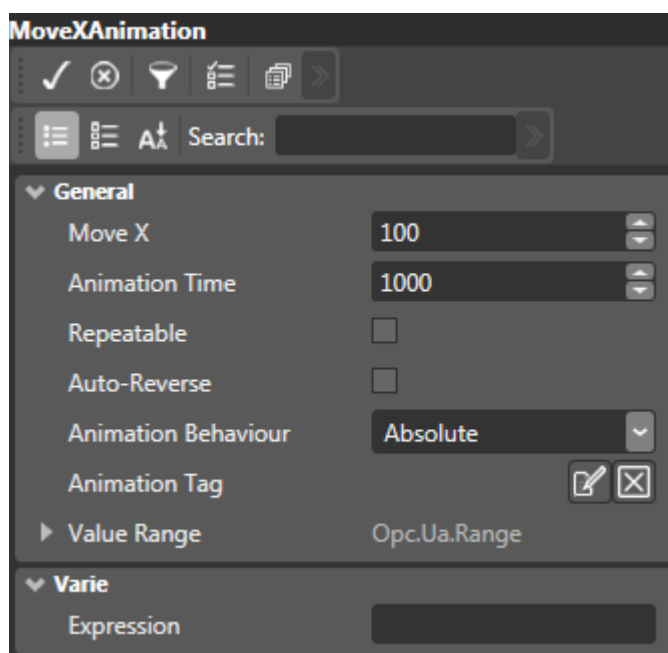 MoveXAnimation
Search:
General
Move X 100
Animation Time 1000
Repeatable
Auto-Reverse
Animation Behaviour Absolute
Animation Tag
Value Range Opc.Ua.Range
Varie
Expression